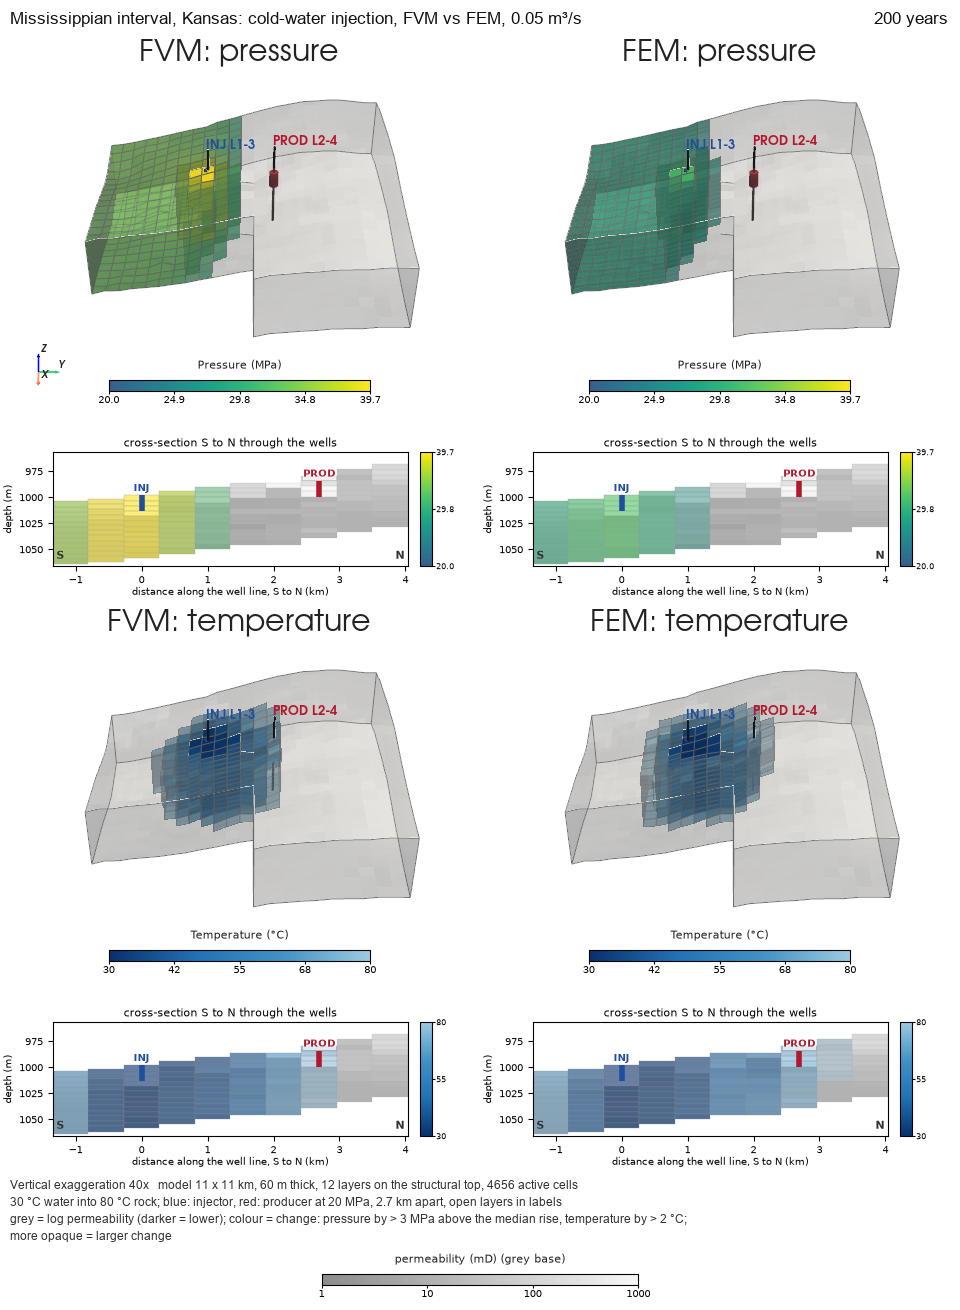 Mississippian interval, Kansas: cold-water injection, FVM vs FEM, 0.05 m³/s 200 years
FVM: pressure FEM: pressure
INJ L1-3 PROD L2-4 INJ L1-3 PROD L2-4
Z
Y
X
Pressure (MPa) Pressure (MPa)
20.0 24.9 29.8 34.8 39.7 20.0 24.9 29.8 34.8 39.7
cross-section S to N through the wells cross-section S to N through the wells
39.7 39.7
975 PROD 975 PROD
INJ INJ
1000 1000
29.8 29.8
depth (m) depth (m)
1025 1025
1050 1050
S N S N
20.0 20.0
−1 0 1 2 3 4 −1 0 1 2 3 4
distance along the well line, S to N (km) distance along the well line, S to N (km)
FVM: temperature FEM: temperature
INJ L1-3 PROD L2-4 INJ L1-3 PROD L2-4
Temperature (°C) Temperature (°C)
30 42 55 68 80 30 42 55 68 80
cross-section S to N through the wells cross-section S to N through the wells
80 80
975 PROD 975 PROD
INJ INJ
1000 1000
55 55
depth (m) depth (m)
1025 1025
1050 1050
S N S N
30 30
−1 0 1 2 3 4 −1 0 1 2 3 4
distance along the well line, S to N (km) distance along the well line, S to N (km)
Vertical exaggeration 40x model 11 x 11 km, 60 m thick, 12 layers on the structural top, 4656 active cells
30 °C water into 80 °C rock; blue: injector, red: producer at 20 MPa, 2.7 km apart, open layers in labels
grey = log permeability (darker = lower); colour = change: pressure by > 3 MPa above the median rise, temperature by > 2 °C;
more opaque = larger change
permeability (mD) (grey base)
1 10 100 1000